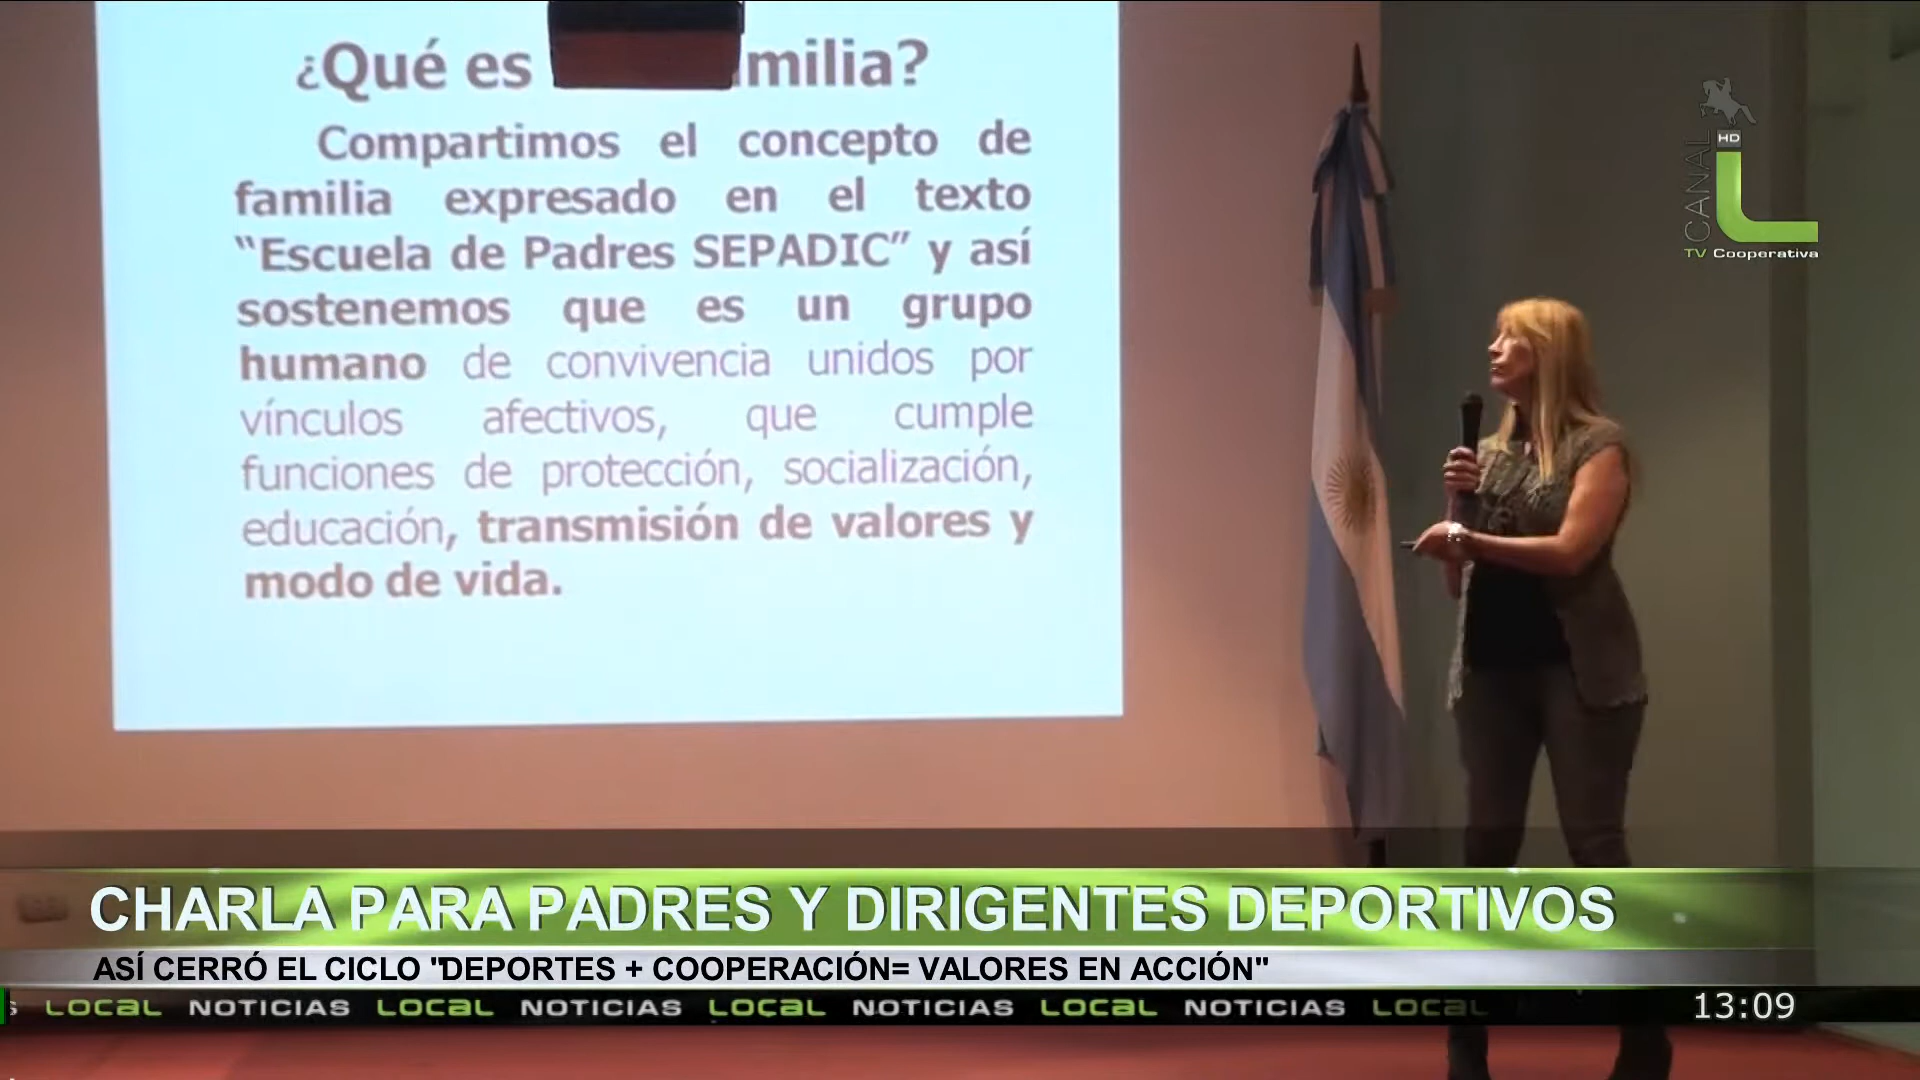 ¿Qué es milia?
Compartimos el concepto de
familia expresado en el texto
“Escuela de Padres SEPADIC” y así
sostenemos que es un grupo
humano de convivencia unidos por
vínculos afectivos, que cumple
funciones de protección, socialización,
educación, transmisión de valores y
modo de vida.
CANAL
HD
L
TV Cooperativa
CHARLA PARA PADRES Y DIRIGENTES DEPORTIVOS
ASÍ CERRÓ EL CICLO "DEPORTES + COOPERACIÓN= VALORES EN ACCIÓN"
S LOCAL NOTICIAS LOCAL NOTICIAS LOCAL NOTICIAS LOCAL NOTICIAS LOCAL 13:09